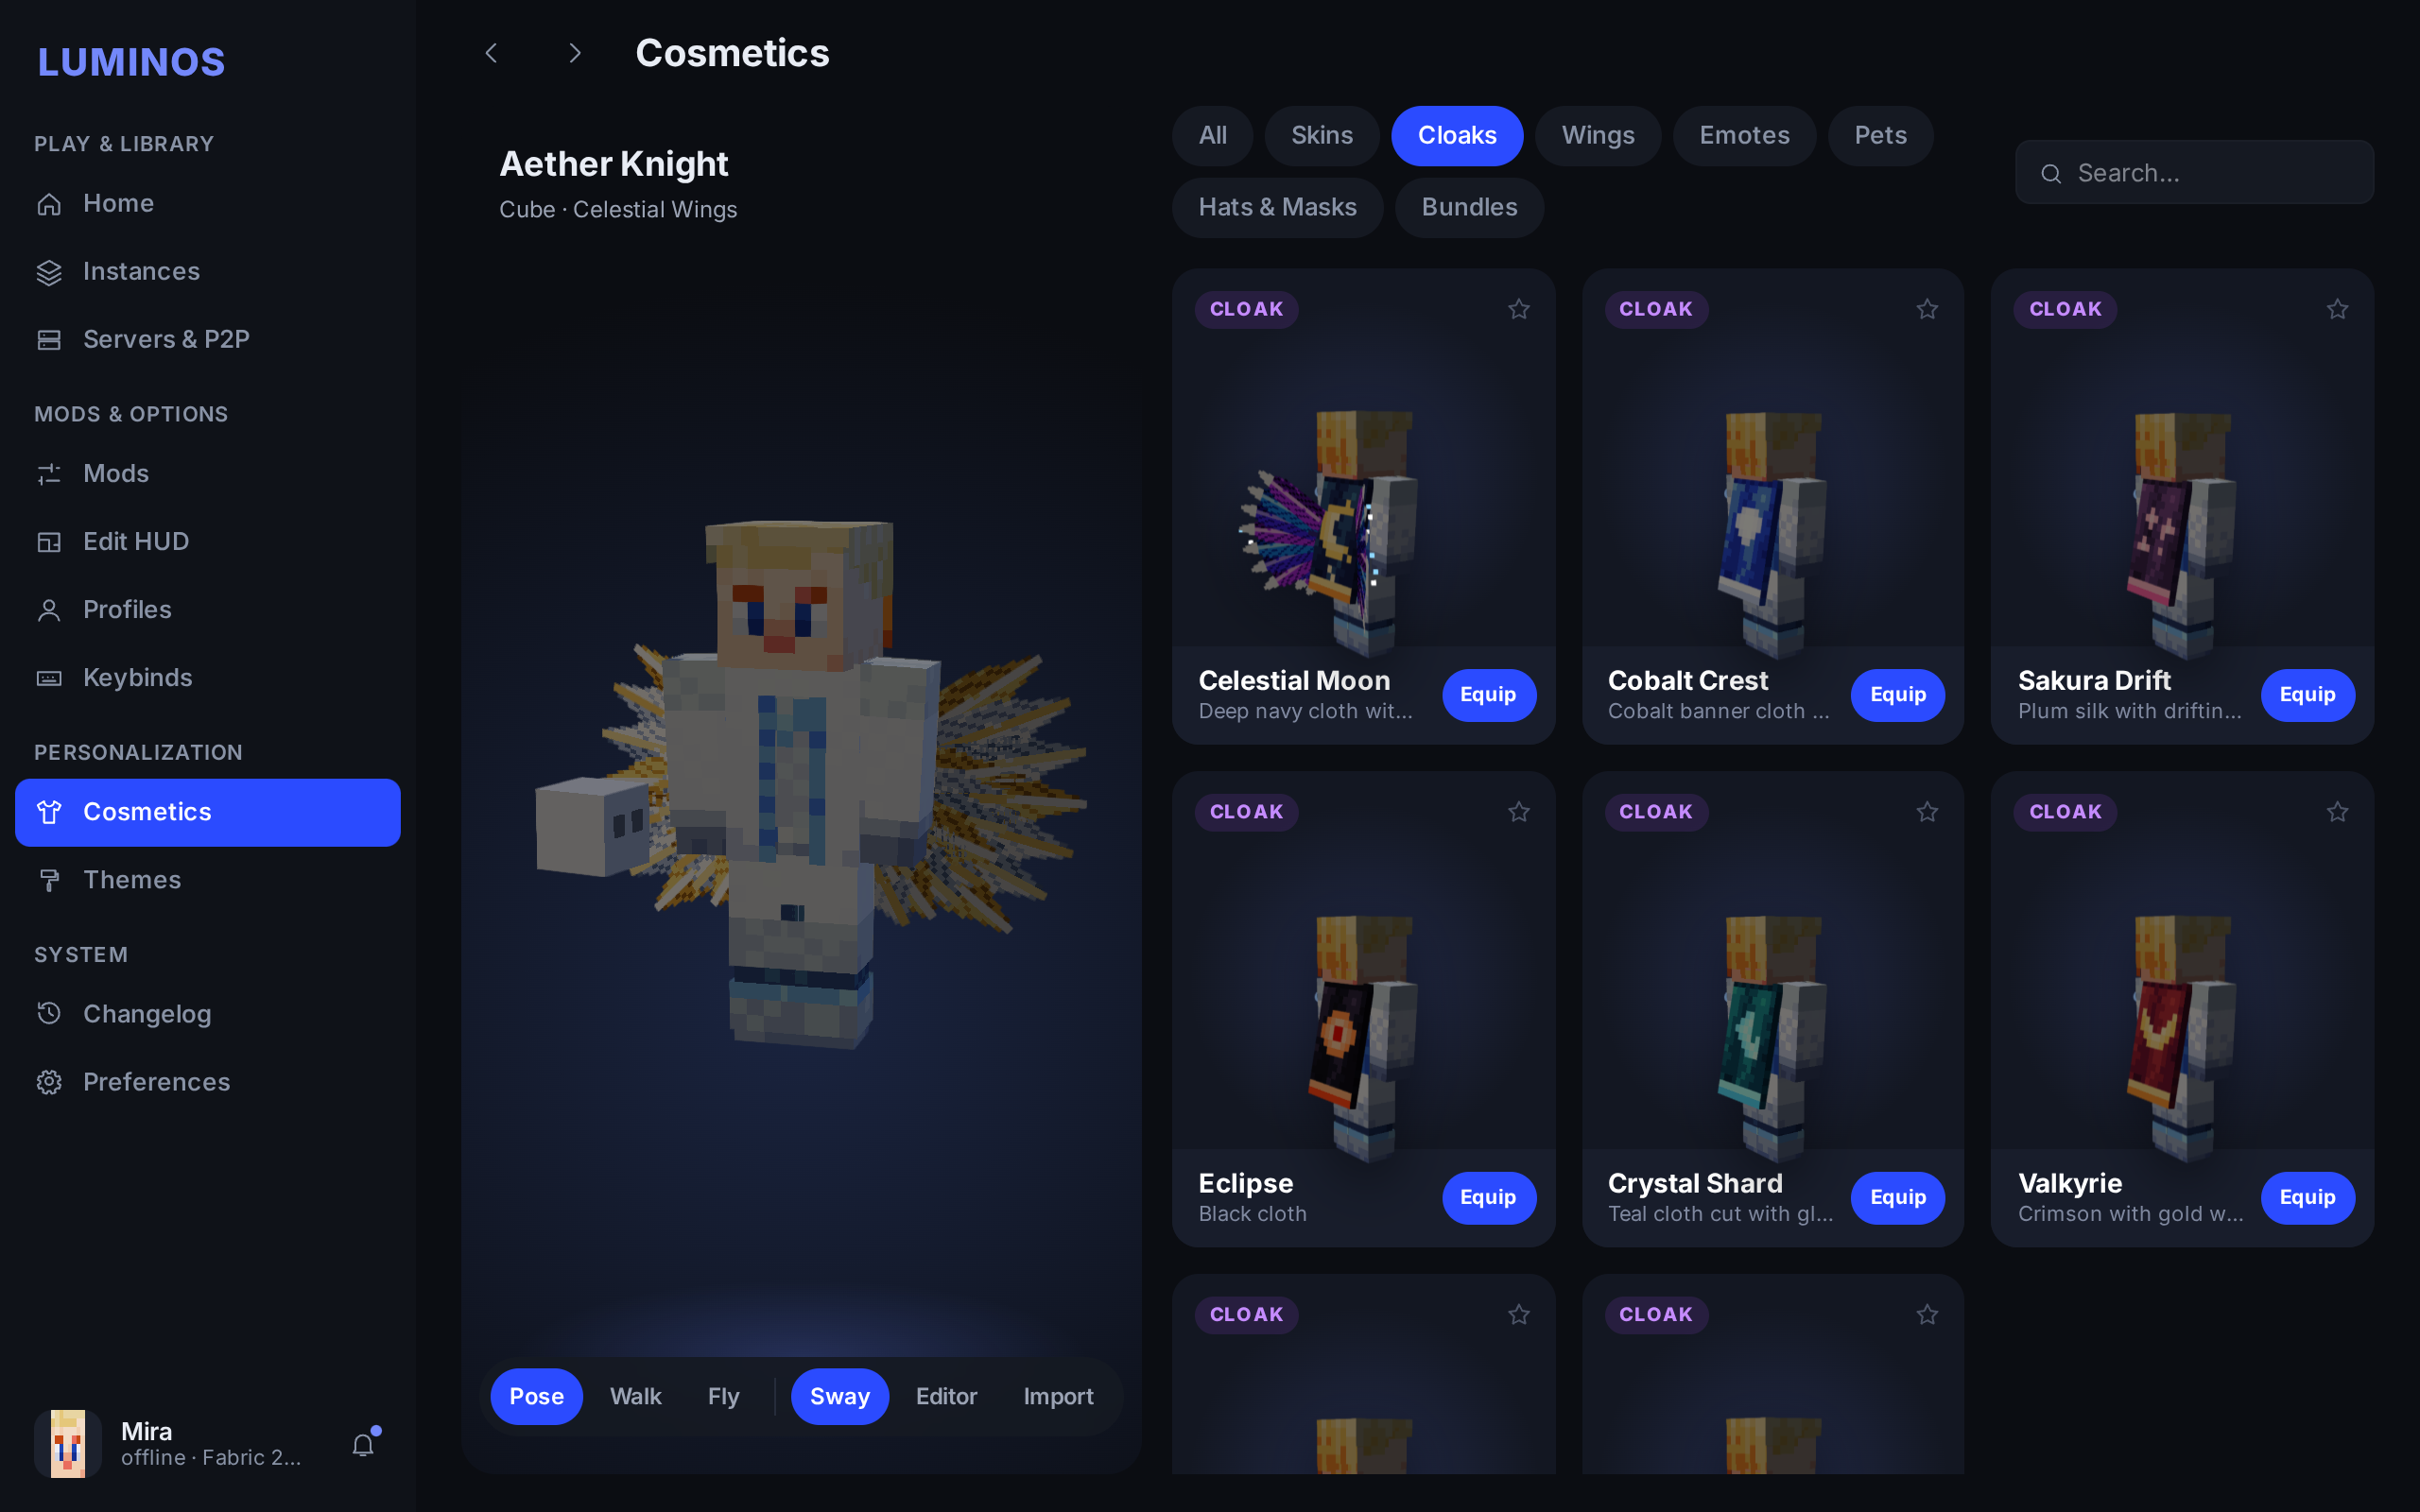 LUMINOS
PLAY & LIBRARY
Home
Instances
Servers & P2P
MODS & OPTIONS
Mods
Edit HUD
Profiles
Keybinds
PERSONALIZATION
Cosmetics
Themes
SYSTEM
Changelog
Preferences
Mira
offline · Fabric 2...
Cosmetics
Aether Knight
Cube · Celestial Wings
Pose Walk Fly Sway Editor Import
All Skins Cloaks Wings Emotes Pets
Hats & Masks Bundles
Search...
CLOAK
Celestial Moon
Deep navy cloth wit...
Equip
CLOAK
Cobalt Crest
Cobalt banner cloth ...
Equip
CLOAK
Sakura Drift
Plum silk with driftin...
Equip
CLOAK
Eclipse
Black cloth
Equip
CLOAK
Crystal Shard
Teal cloth cut with gl...
Equip
CLOAK
Valkyrie
Crimson with gold w...
Equip
CLOAK
CLOAK